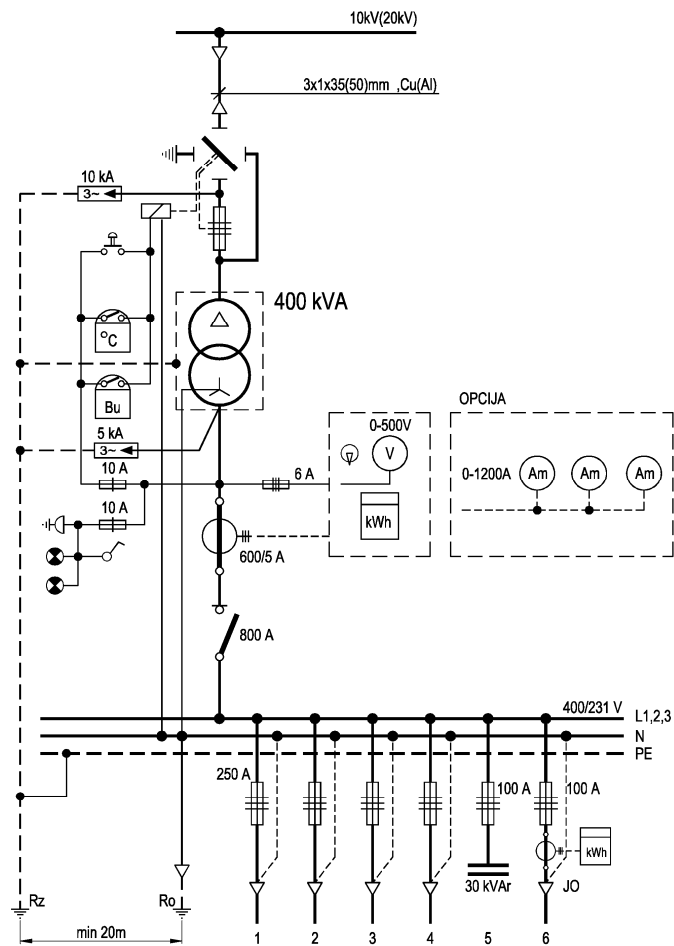 10kV(20kV)
3x1x35(50)mm ,Cu(Al)
10 kA
3~
400 kVA
°C
Bu
5 kA
3~
10 A
10 A
6 A
0-500V
V
kWh
OPCIJA
0-1200A
Am
Am
Am
600/5 A
800 A
400/231 V
L1,2,3
N
PE
250 A
100 A
100 A
kWh
30 kVAr
JO
Rz
Ro
min 20m
1
2
3
4
5
6